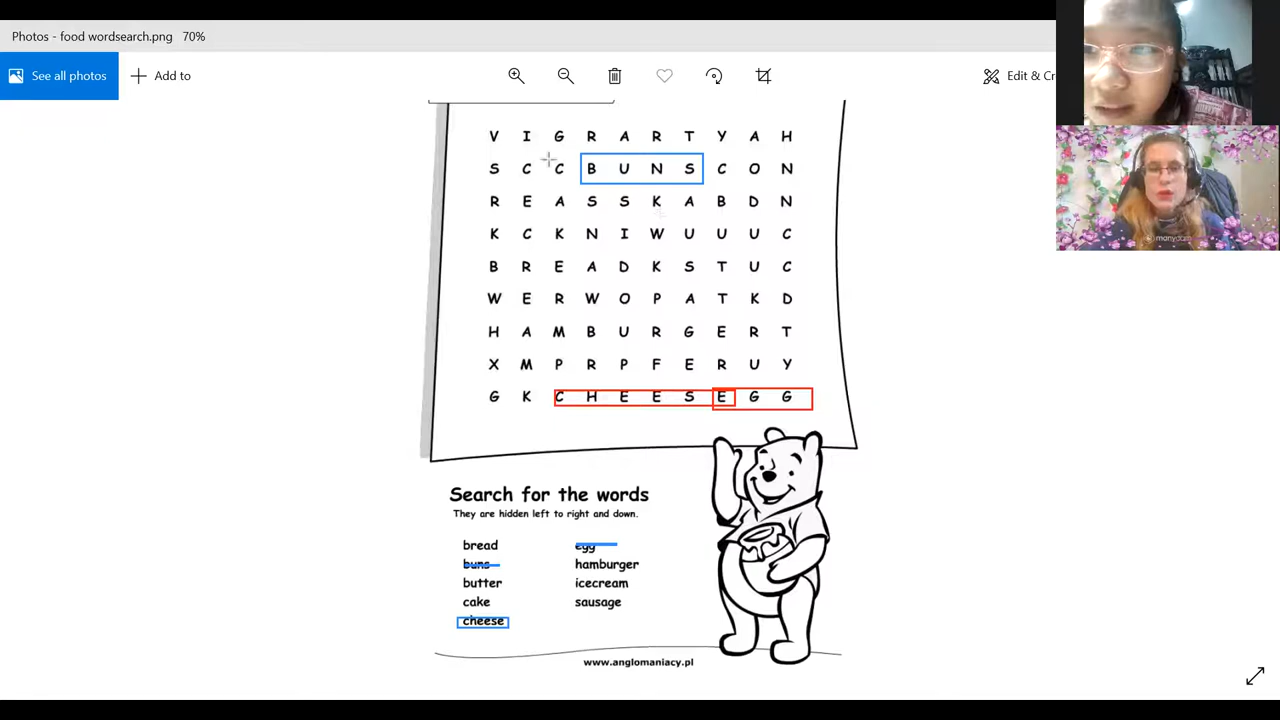 Photos - food wordsearch.png 70%
See all photos
Add to
Edit & Cr
V I G R A R T Y A H
S C C B U N S C O N
R E A S S K A B D N
K C K N I W U U U C
B R E A D K S T U C
W E R W O P A T K D
H A M B U R G E R T
X M P R P F E R U Y
G K C H E E S E G G
Search for the words
They are hidden left to right and down.
bread egg
buns hamburger
butter icecream
cake sausage
cheese
www.anglomaniacy.pl